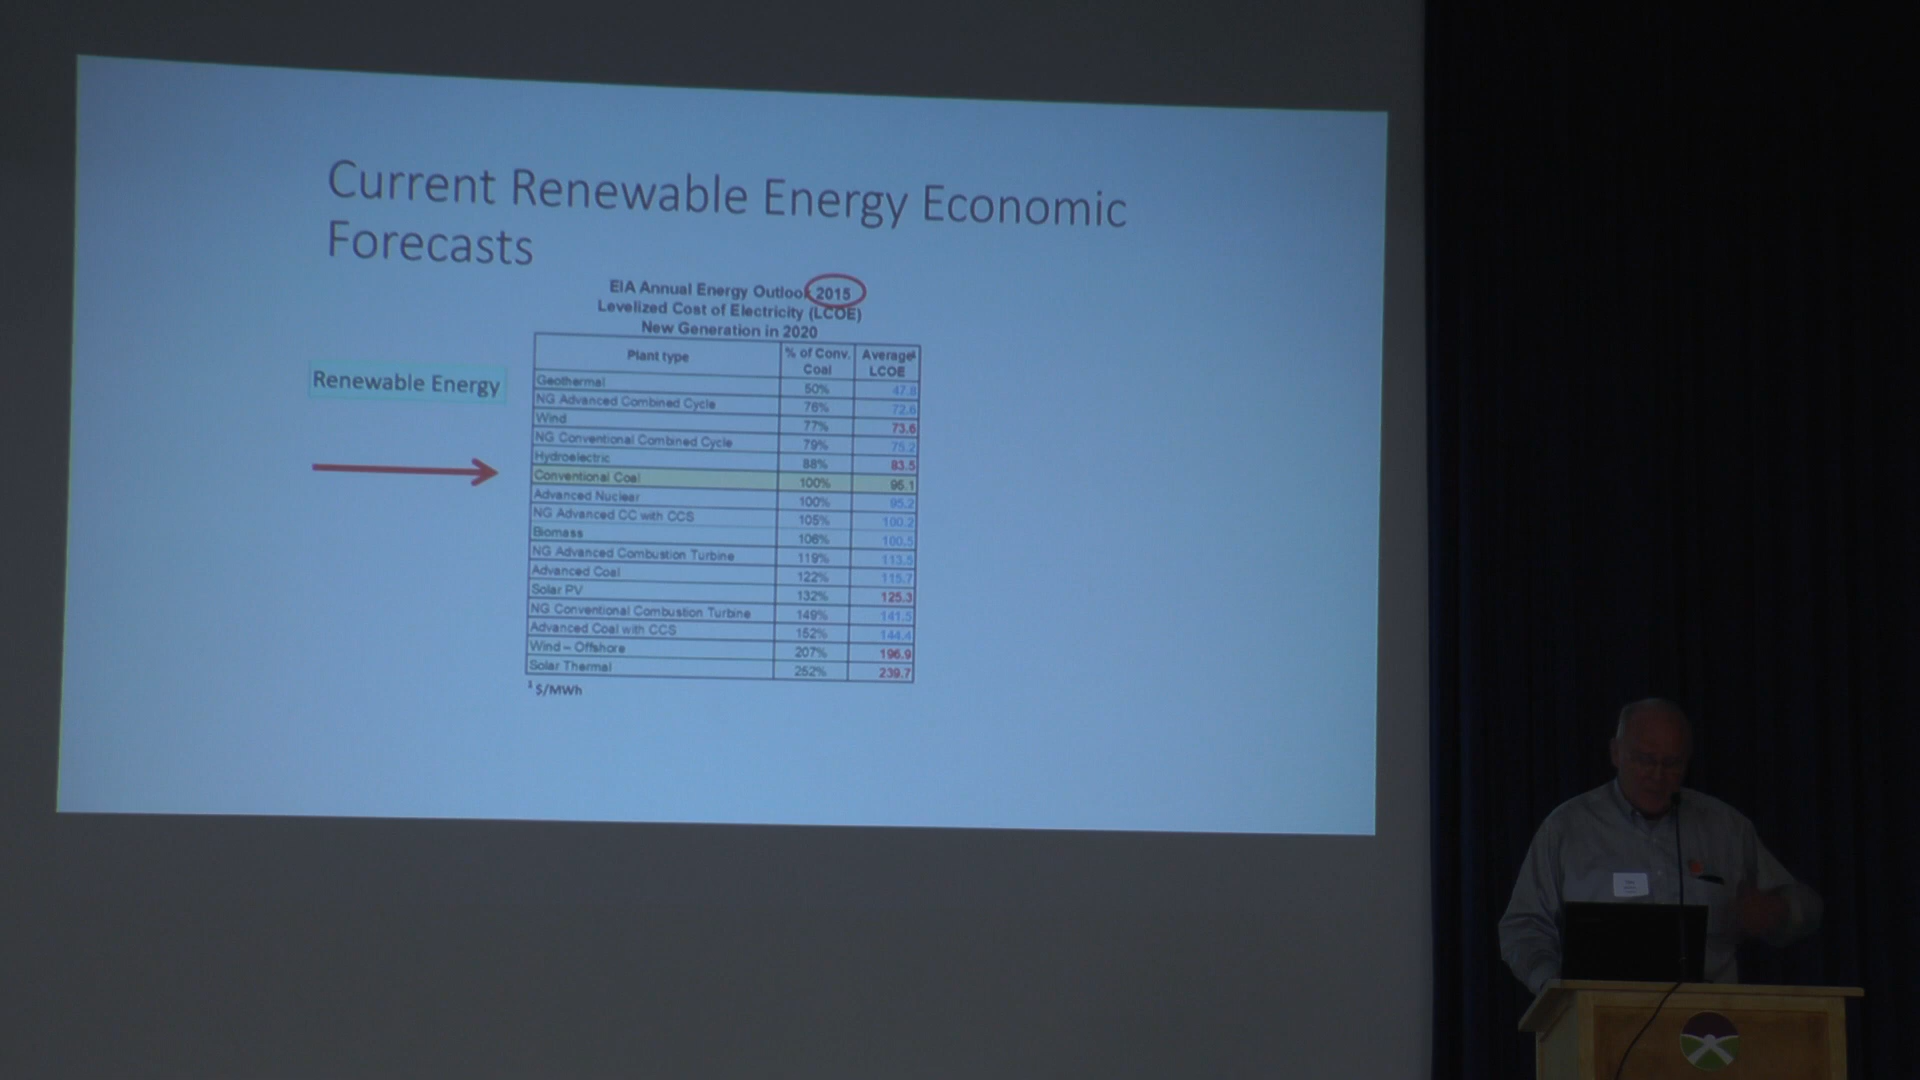 Current Renewable Energy Economic
Forecasts
EIA Annual Energy Outlook 2015
Levelized Cost of Electricity (LCOE)
New Generation in 2020
Renewable Energy
Plant type % of Conv. Coal Average¹ LCOE
Geothermal 50% 47.8
NG Advanced Combined Cycle 76% 72.6
Wind 77% 73.6
NG Conventional Combined Cycle 79% 75.2
Hydroelectric 88% 83.5
Conventional Coal 100% 95.1
Advanced Nuclear 100% 95.2
NG Advanced CC with CCS 105% 100.2
Biomass 106% 100.5
NG Advanced Combustion Turbine 119% 113.5
Advanced Coal 122% 115.7
Solar PV 132% 125.3
NG Conventional Combustion Turbine 149% 141.5
Advanced Coal with CCS 152% 144.4
Wind – Offshore 207% 196.9
Solar Thermal 252% 239.7
¹ $/MWh